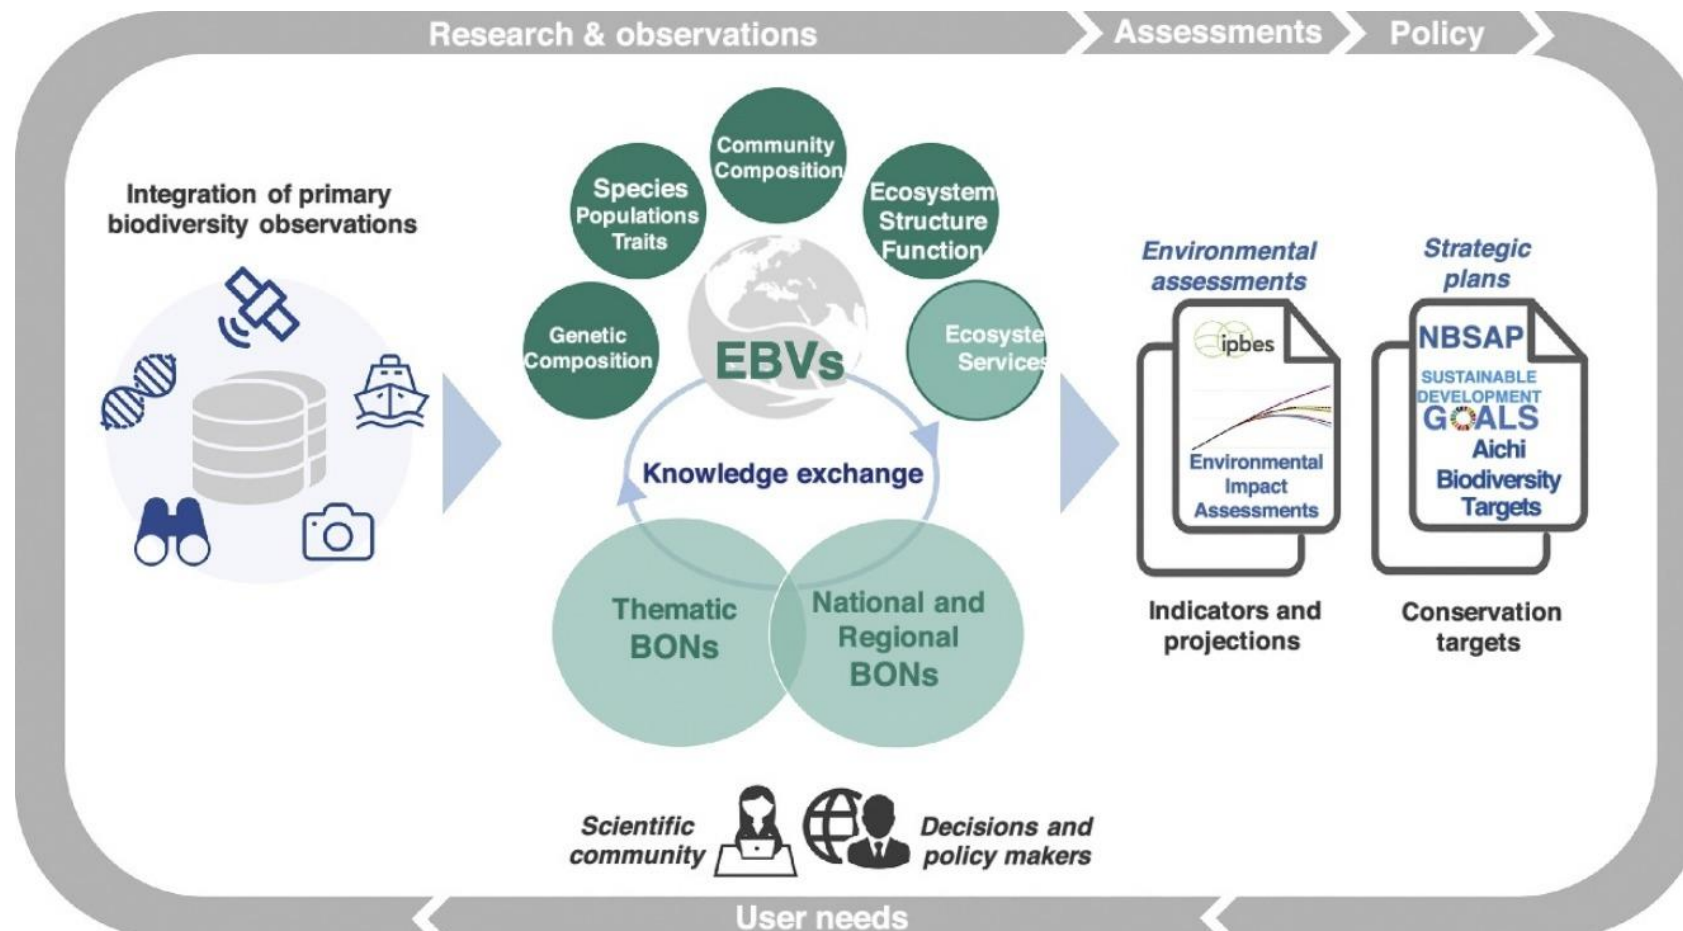 Research & observations
Assessments
Policy
Integration of primary
biodiversity observations
Community
Composition
Species
Populations
Traits
Ecosystem
Structure
Function
Genetic
Composition
Ecosyste
Services
EBVs
Knowledge exchange
Thematic
BONs
National and
Regional
BONs
Environmental
assessments
ipbes
Environmental
Impact
Assessments
Indicators and
projections
Strategic
plans
NBSAP
SUSTAINABLE
DEVELOPMENT
GOALS
Aichi
Biodiversity
Targets
Conservation
targets
Scientific
community
Decisions and
policy makers
User needs